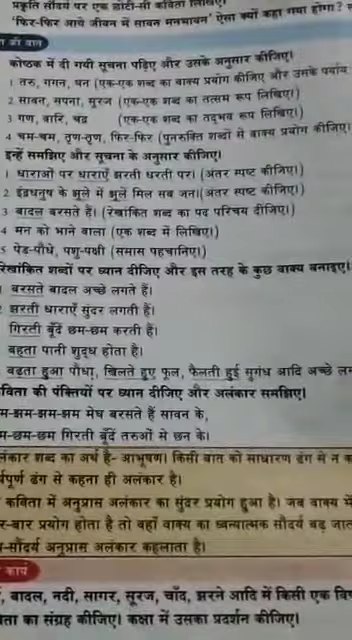 प्रकृति सौंदर्य पर एक छोटी-सी कविता लिखिए।
'फिर-फिर आये जीवन में सावन मनभावन' ऐसा क्यों कहा गया होगा?
की बात
कोष्ठक में दी गयी सूचना पढ़िए और उसके अनुसार कीजिए।
1 तरु, गगन, घन (एक-एक शब्द का वाक्य प्रयोग कीजिए और उसके पर्याय
2 सावन, सपना, सूरज (एक-एक शब्द का तत्सम रूप लिखिए।)
3 गण, वारि, चंद्र (एक-एक शब्द का तद्भव रूप लिखिए।)
4 चम-चम, तृण-तृण, फिर-फिर (पुनरुक्ति शब्दों से वाक्य प्रयोग कीजिए
इन्हें समझिए और सूचना के अनुसार कीजिए।
1 धाराओं पर धाराएँ झरती धरती पर। (अंतर स्पष्ट कीजिए।)
2 इंद्रधनुष के झूले में झूलें मिल सब जन। (अंतर स्पष्ट कीजिए।)
3 बादल बरसते हैं। (रेखांकित शब्द का पद परिचय दीजिए।)
4 मन को भाने वाला (एक शब्द में लिखिए।)
5 पेड़-पौधे, पशु-पक्षी (समास पहचानिए।)
रेखांकित शब्दों पर ध्यान दीजिए और इस तरह के कुछ वाक्य बनाइए।
बरसते बादल अच्छे लगते हैं।
झरती धाराएँ सुंदर लगती हैं।
गिरती बूँदें छम-छम करती हैं।
बहता पानी शुद्ध होता है।
बढ़ता हुआ पौधा, खिलते हुए फूल, फैलती हुई सुगंध आदि अच्छे
विता की पंक्तियों पर ध्यान दीजिए और अलंकार समझिए।
म-झम-झम-झम मेघ बरसते हैं सावन के,
म-छम-छम गिरती बूँदें तरुओं से छन के।
लंकार शब्द का अर्थ है- आभूषण। किसी बात को साधारण ढंग से न
र्यपूर्ण ढंग से कहना ही अलंकार है।
कविता में अनुप्रास अलंकार का सुंदर प्रयोग हुआ है। जब वाक्य में
र-बार प्रयोग होता है तो वहाँ वाक्य का ध्वन्यात्मक सौंदर्य बढ़ जात
-सौंदर्य अनुप्रास अलंकार कहलाता है।
कार्य
, बादल, नदी, सागर, सूरज, चाँद, झरने आदि में किसी एक
ता का संग्रह कीजिए। कक्षा में उसका प्रदर्शन कीजिए।